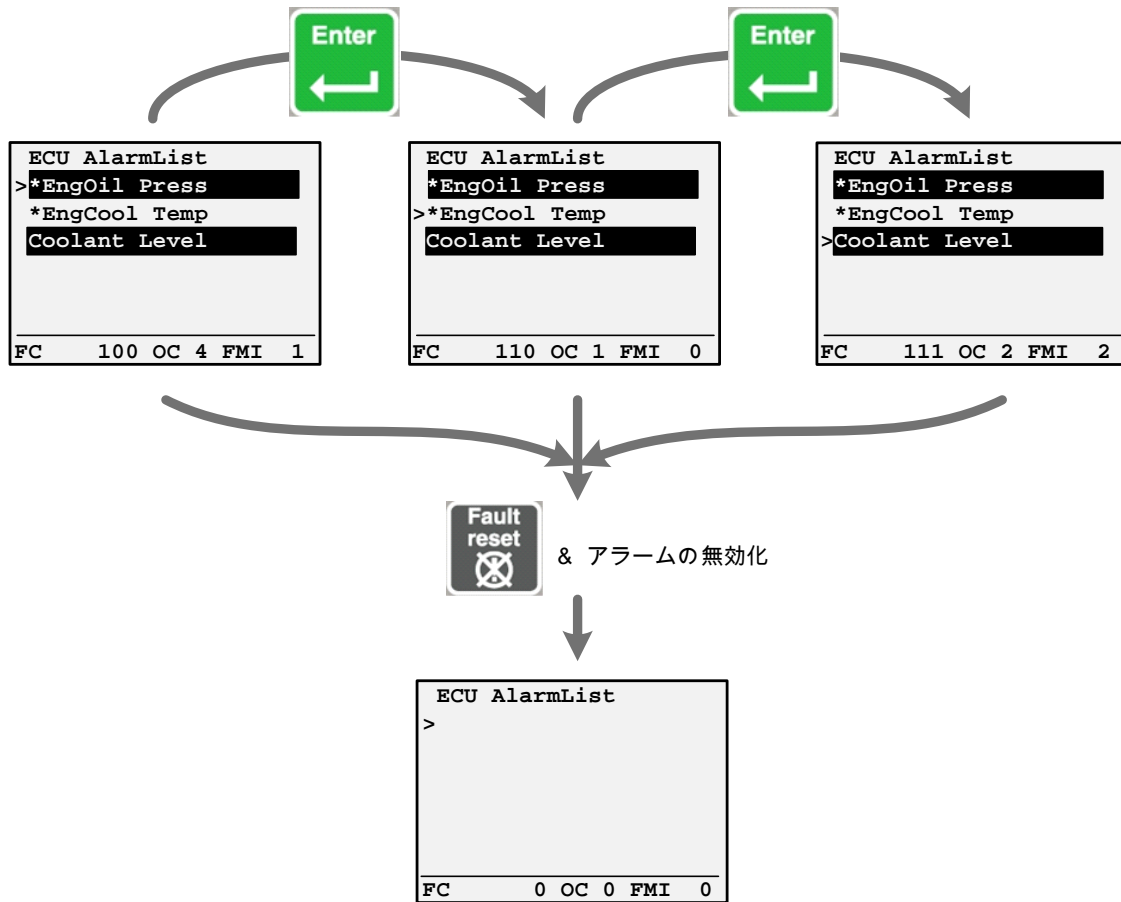 Enter
Enter
ECU AlarmList
>*EngOil Press
*EngCool Temp
Coolant Level
FC 100 OC 4 FMI 1
ECU AlarmList
*EngOil Press
>*EngCool Temp
Coolant Level
FC 110 OC 1 FMI 0
ECU AlarmList
*EngOil Press
*EngCool Temp
>Coolant Level
FC 111 OC 2 FMI 2
Fault
reset
& アラームの無効化
ECU AlarmList
>
FC 0 OC 0 FMI 0